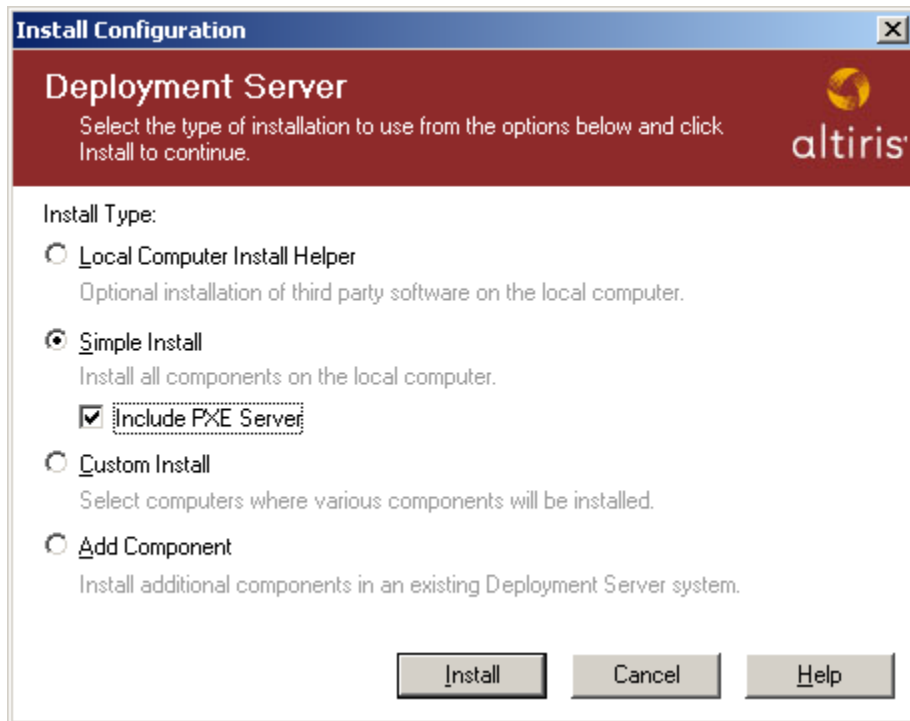 Install Configuration
Deployment Server
Select the type of installation to use from the options below and click
Install to continue.
altiris
Install Type:
Local Computer Install Helper
Optional installation of third party software on the local computer.
Simple Install
Install all components on the local computer.
Include PXE Server
Custom Install
Select computers where various components will be installed.
Add Component
Install additional components in an existing Deployment Server system.
Install Cancel Help